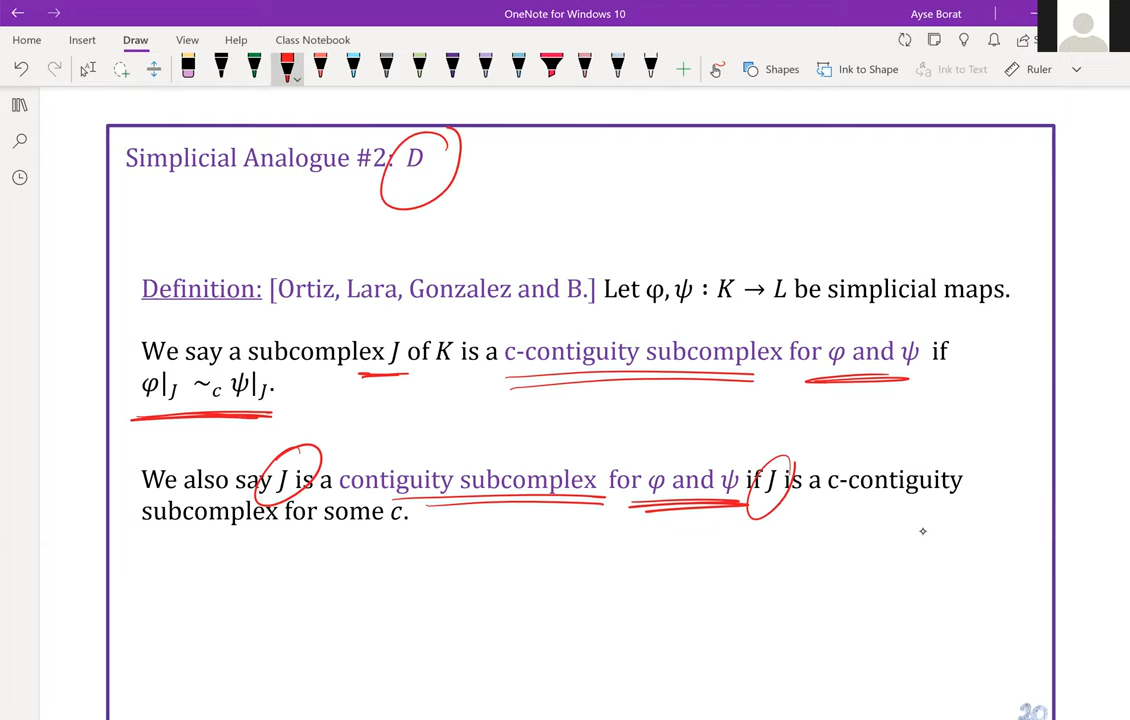 OneNote for Windows 10
Ayse Borat
Home Insert Draw View Help Class Notebook
Shapes Ink to Shape Ink to Text Ruler
Simplicial Analogue #2: D
Definition: [Ortiz, Lara, Gonzalez and B.] Let φ, ψ : K → L be simplicial maps.
We say a subcomplex J of K is a c-contiguity subcomplex for φ and ψ if
φ|J ~c ψ|J.
We also say J is a contiguity subcomplex for φ and ψ if J is a c-contiguity
subcomplex for some c.
20